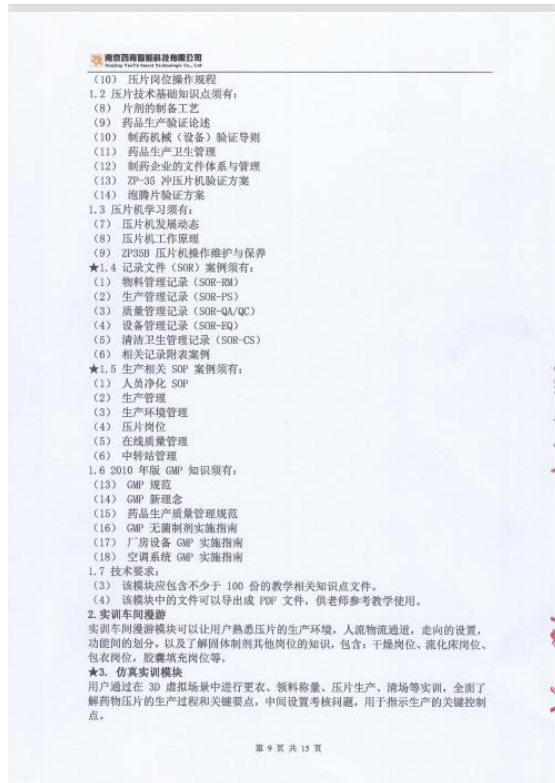 南京药育智能科技有限公司
Nanjing YaoYu Smart Technologic Co., Ltd
（10） 压片岗位操作规程
1.2 压片技术基础知识点须有：
（8） 片剂的制备工艺
（9） 药品生产验证论述
（10） 制药机械（设备）验证导则
（11） 药品生产卫生管理
（12） 制药企业的文件体系与管理
（13） ZP-35 冲压片机验证方案
（14） 泡腾片验证方案
1.3 压片机学习须有：
（7） 压片机发展动态
（8） 压片机工作原理
（9） ZP35B 压片机操作维护与保养
★1.4 记录文件（SOR）案例须有：
（1） 物料管理记录（SOR-RM）
（2） 生产管理记录（SOR-PS）
（3） 质量管理记录（SOR-QA/QC）
（4） 设备管理记录（SOR-EQ）
（5） 清洁卫生管理记录（SOR-CS）
（6） 相关记录附表案例
★1.5 生产相关 SOP 案例须有：
（1） 人员净化 SOP
（2） 生产管理
（3） 生产环境管理
（4） 压片岗位
（5） 在线质量管理
（6） 中转站管理
1.6 2010 年版 GMP 知识须有：
（13） GMP 规范
（14） GMP 新理念
（15） 药品生产质量管理规范
（16） GMP 无菌制剂实施指南
（17） 厂房设备 GMP 实施指南
（18） 空调系统 GMP 实施指南
1.7 技术要求：
（3） 该模块应包含不少于 100 份的教学相关知识点文件。
（4） 该模块中的文件可以导出成 PDF 文件，供老师参考教学使用。
2.实训车间漫游
实训车间漫游模块可以让用户熟悉压片的生产环境，人流物流通道，走向的设置，
功能间的划分，以及了解固体制剂其他岗位的知识，包含：干燥岗位、流化床岗位、
包衣岗位，胶囊填充岗位等。
★3. 仿真实训模块
用户通过在 3D 虚拟场景中进行更衣、领料称量、压片生产、清场等实训，全面了
解药物压片的生产过程和关键要点，中间设置考核问题，用于指示生产的关键控制
点。
第 9 页 共 15 页